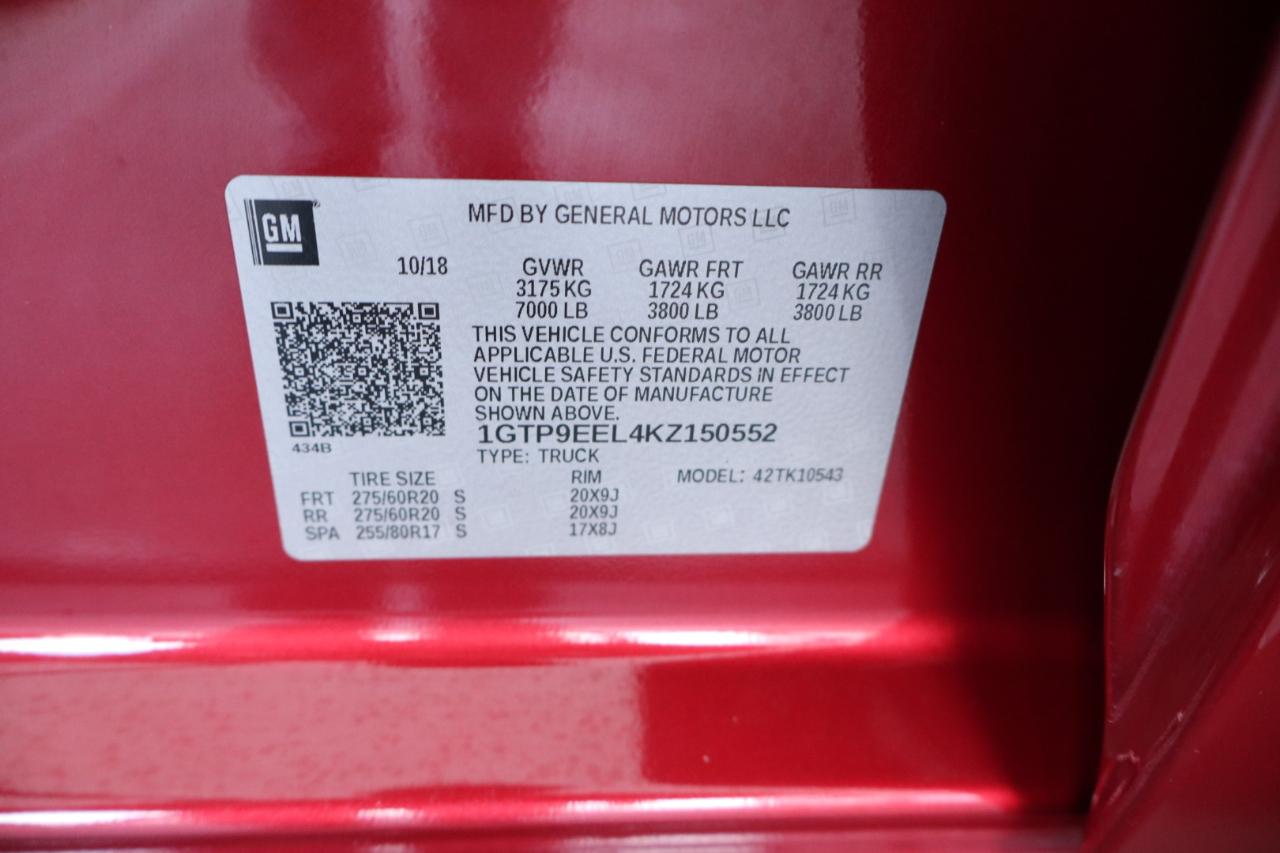 GM
MFD BY GENERAL MOTORS LLC
10/18 GVWR GAWR FRT GAWR RR
3175 KG 1724 KG 1724 KG
7000 LB 3800 LB 3800 LB
THIS VEHICLE CONFORMS TO ALL
APPLICABLE U.S. FEDERAL MOTOR
VEHICLE SAFETY STANDARDS IN EFFECT
ON THE DATE OF MANUFACTURE
SHOWN ABOVE.
1GTP9EEL4KZ150552
434B
TYPE: TRUCK
TIRE SIZE RIM MODEL: 42TK10543
FRT 275/60R20 S 20X9J
RR 275/60R20 S 20X9J
SPA 255/80R17 S 17X8J